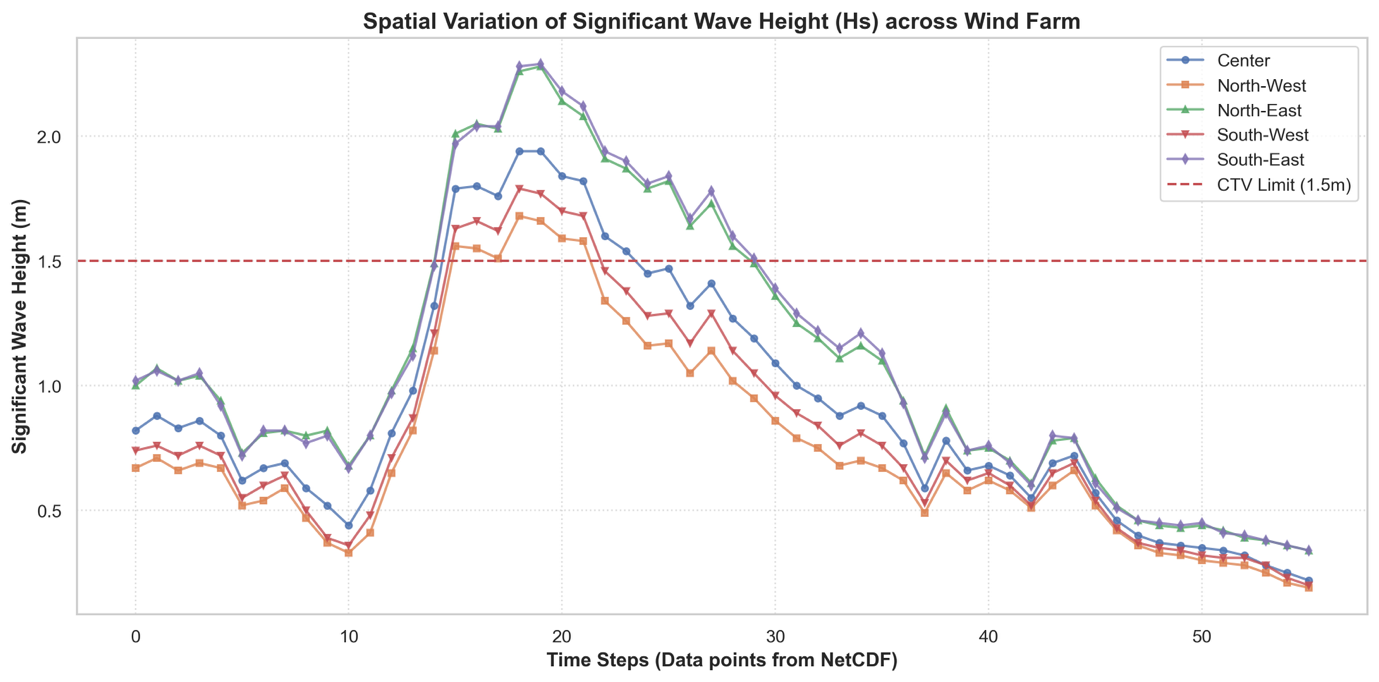 Spatial Variation of Significant Wave Height (Hs) across Wind Farm
Significant Wave Height (m)
2.0
1.5
1.0
0.5
Center
North-West
North-East
South-West
South-East
CTV Limit (1.5m)
0 10 20 30 40 50
Time Steps (Data points from NetCDF)